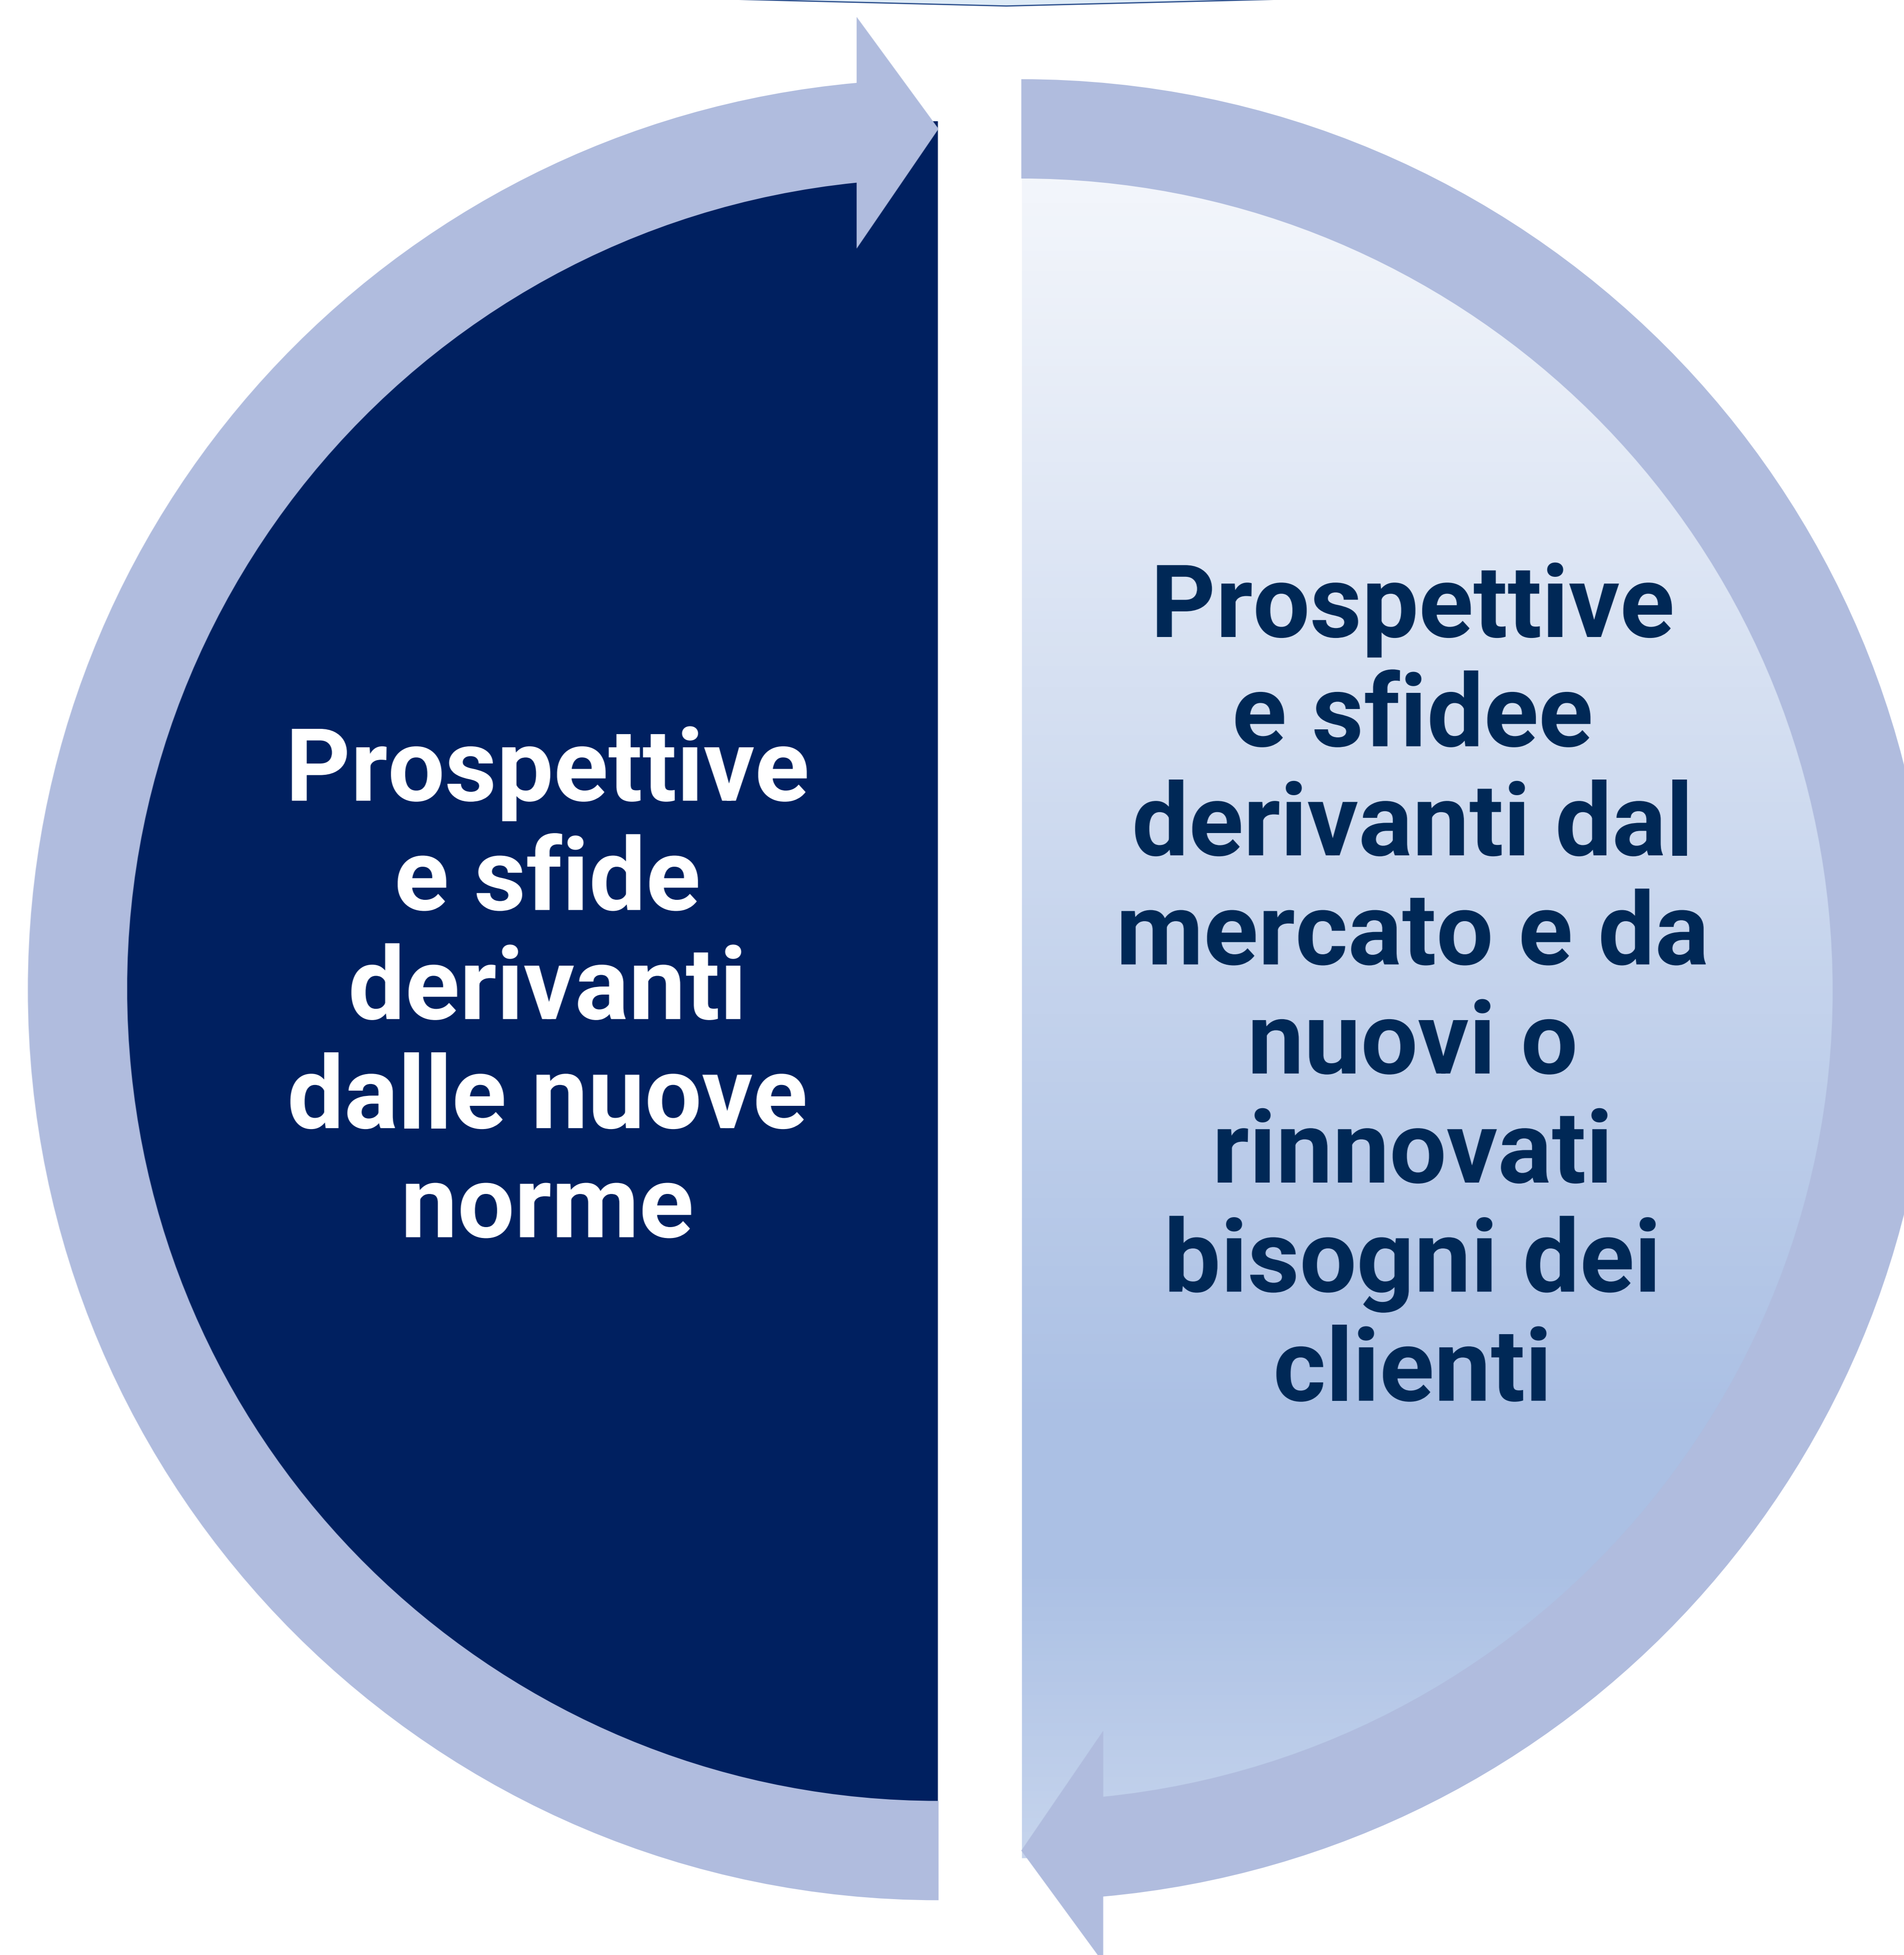 Prospettive
e sfide
derivanti
dalle nuove
norme
Prospettive
e sfidee
derivanti dal
mercato e da
nuovi o
rinnovati
bisogni dei
clienti